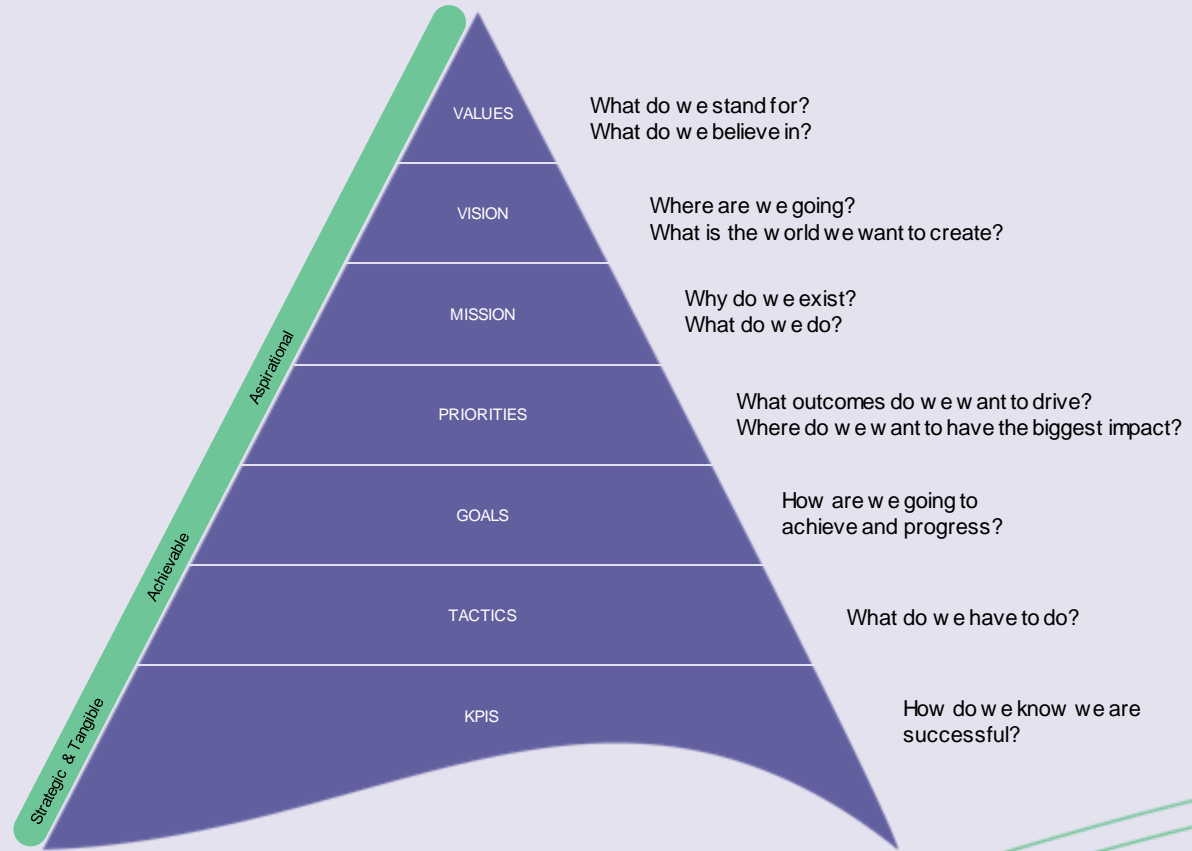 VALUES
What do we stand for?
What do we believe in?
VISION
Where are we going?
What is the world we want to create?
MISSION
Why do we exist?
What do we do?
Aspirational
PRIORITIES
What outcomes do we want to drive?
Where do we want to have the biggest impact?
GOALS
How are we going to
achieve and progress?
Achievable
TACTICS
What do we have to do?
Strategic & Tangible
KPIS
How do we know we are
successful?